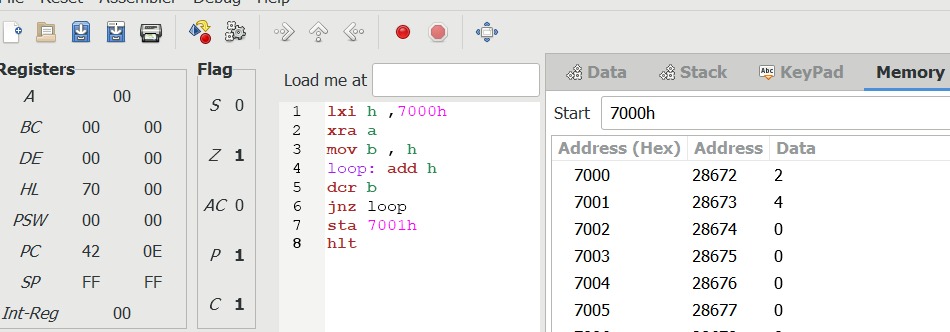 File Reset Assembler Debug Help
Registers
A 00
BC 00 00
DE 00 00
HL 70 00
PSW 00 00
PC 42 0E
SP FF FF
Int-Reg 00
Flag
S 0
Z 1
AC 0
P 1
C 1
Load me at
1 lxi h ,7000h
2 xra a
3 mov b , h
4 loop: add h
5 dcr b
6 jnz loop
7 sta 7001h
8 hlt
Data Stack Abc KeyPad Memory
Start 7000h
Address (Hex) Address Data
7000 28672 2
7001 28673 4
7002 28674 0
7003 28675 0
7004 28676 0
7005 28677 0